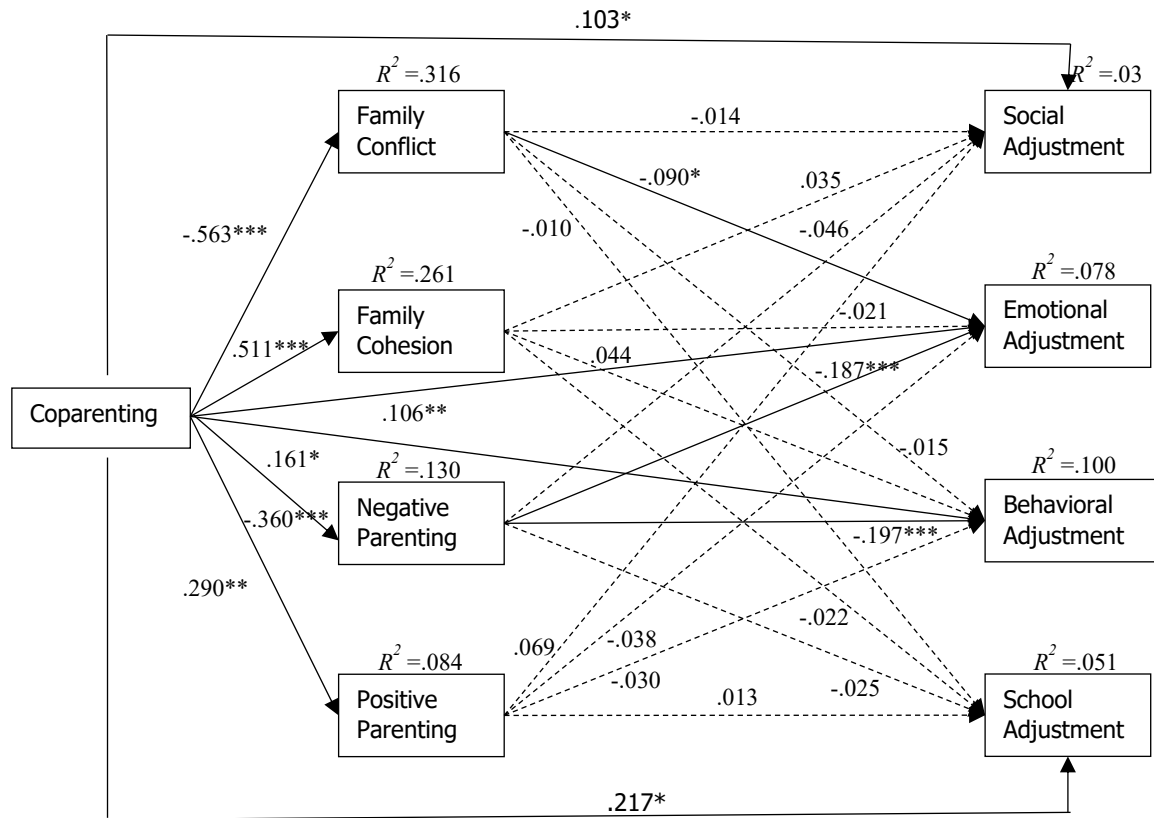 .103*
R² =.316
R² =.03
Family
Conflict
Social
Adjustment
-.014
-.090*
.035
-.010
-.046
-.563***
R² =.261
R² =.078
Family
Cohesion
Emotional
Adjustment
-.021
.511***
.044
-.187***
Coparenting
.106**
.161*
R² =.130
-.015
R² =.100
Negative
Parenting
Behavioral
Adjustment
-.360***
-.197***
.290**
-.022
.069
-.038
R² =.084
R² =.051
-.030
-.025
Positive
Parenting
.013
School
Adjustment
.217*